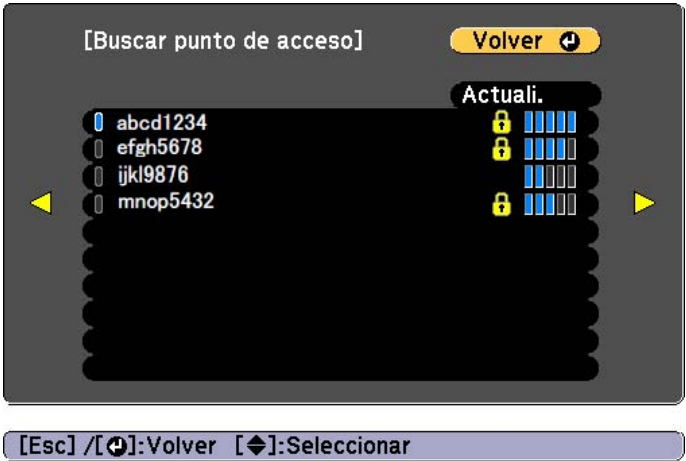 [Buscar punto de acceso] Volver
Actuali.
abcd1234
efgh5678
ijkl9876
mnop5432
[Esc] /[]:Volver []:Seleccionar